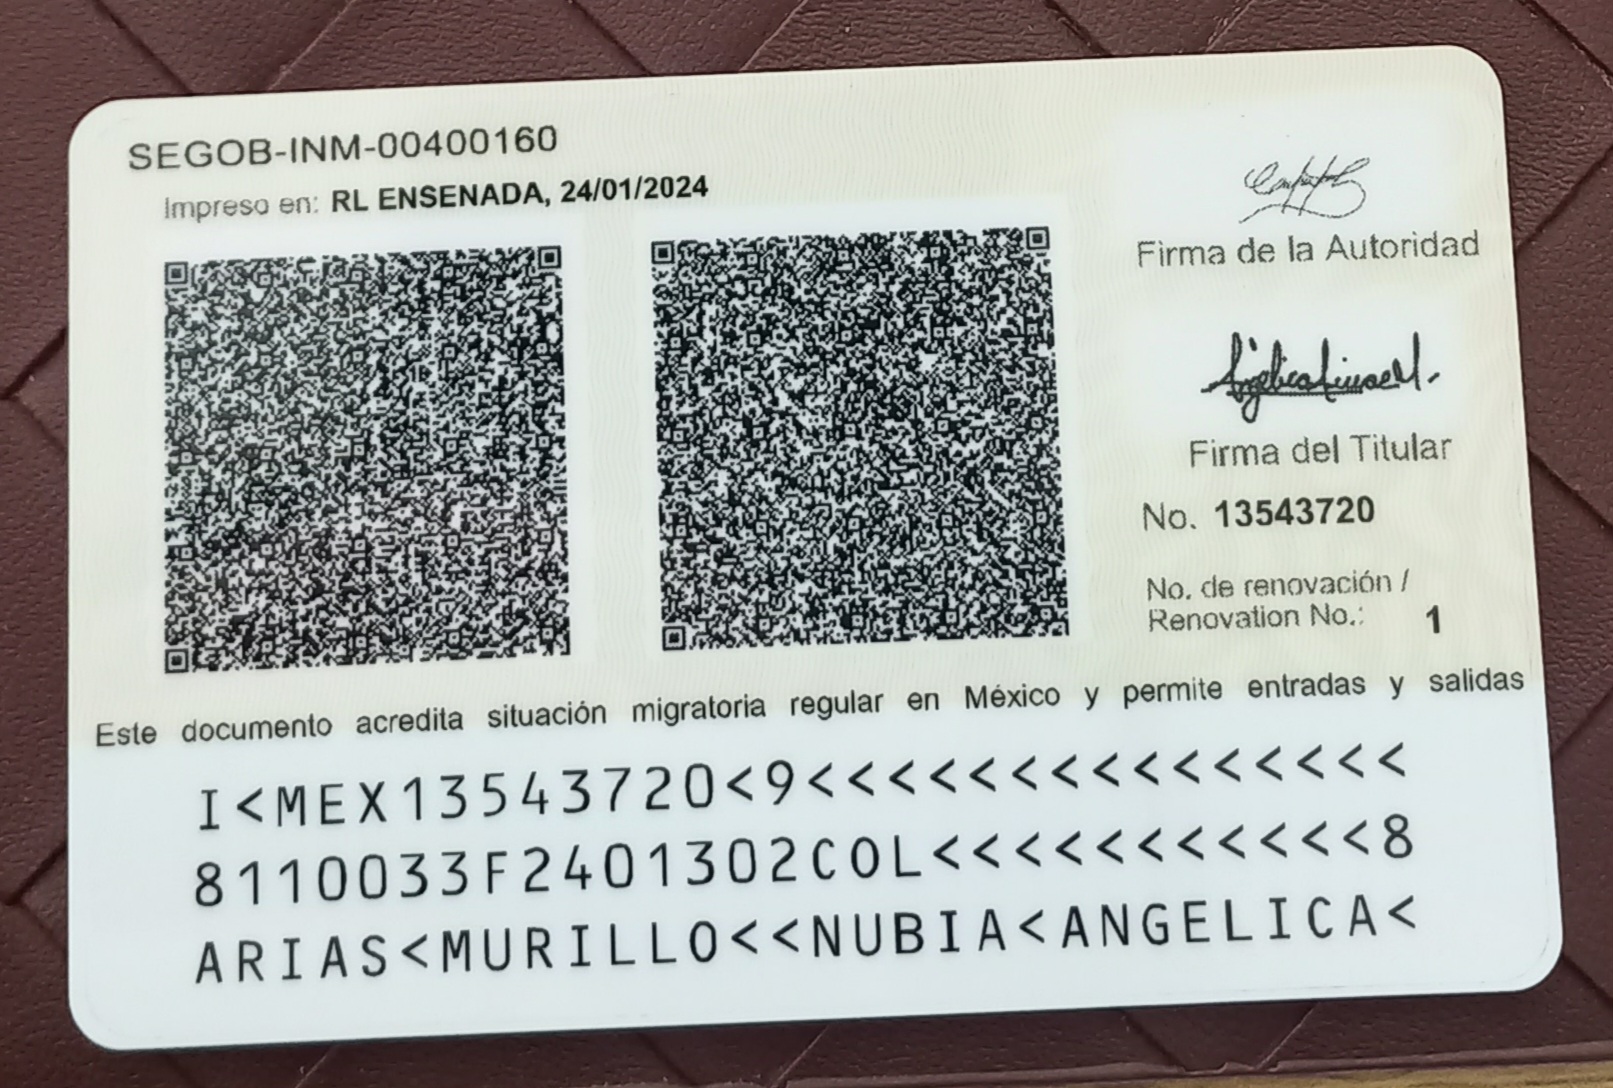 SEGOB-INM-00400160
Impreso en: RL ENSENADA, 24/01/2024
Firma de la Autoridad
Firma del Titular
No. 13543720
No. de renovación /
Renovation No.: 1
Este documento acredita situación migratoria regular en México y permite entradas y salidas
I<MEX13543720<9<<<<<<<<<<<<<<<
8110033F2401302COL<<<<<<<<<<<8
ARIAS<MURILLO<<NUBIA<ANGELICA<